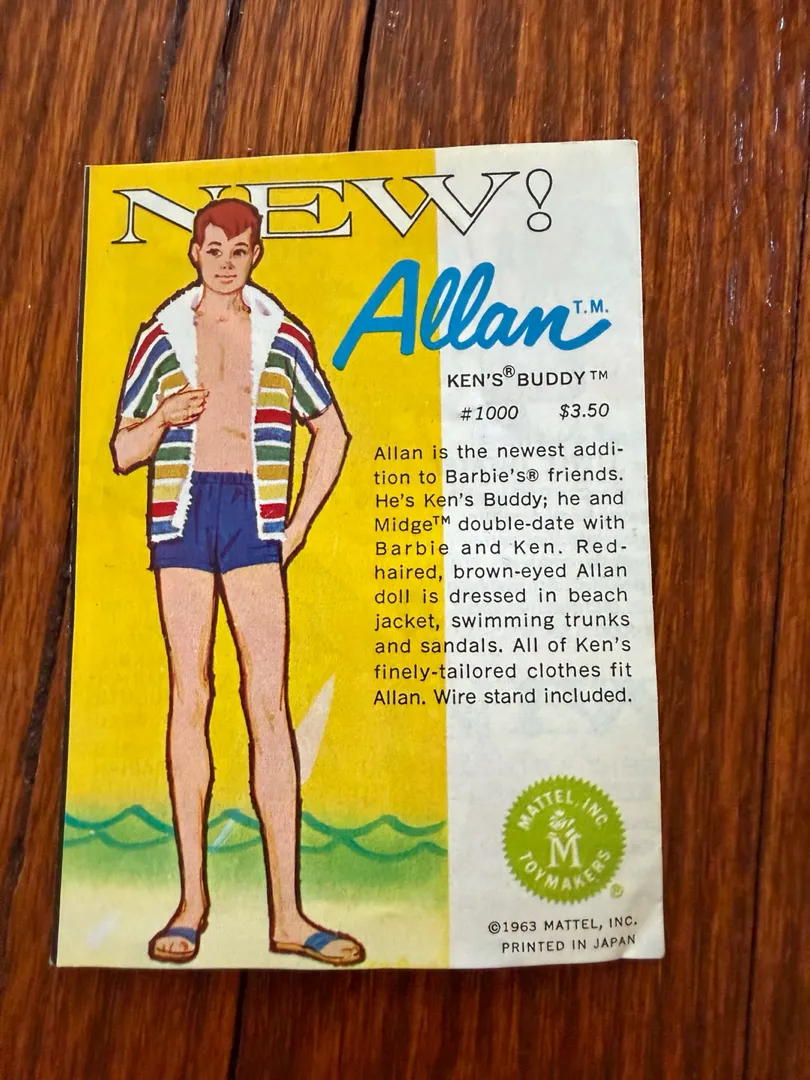 NEW!
Allan T.M.
KEN'S® BUDDY™
#1000 $3.50
Allan is the newest addi-
tion to Barbie's® friends.
He's Ken's Buddy; he and
Midge™ double-date with
Barbie and Ken. Red-
haired, brown-eyed Allan
doll is dressed in beach
jacket, swimming trunks
and sandals. All of Ken's
finely-tailored clothes fit
Allan. Wire stand included.
MATTEL, INC.
M
TOYMAKERS
®
©1963 MATTEL, INC.
PRINTED IN JAPAN